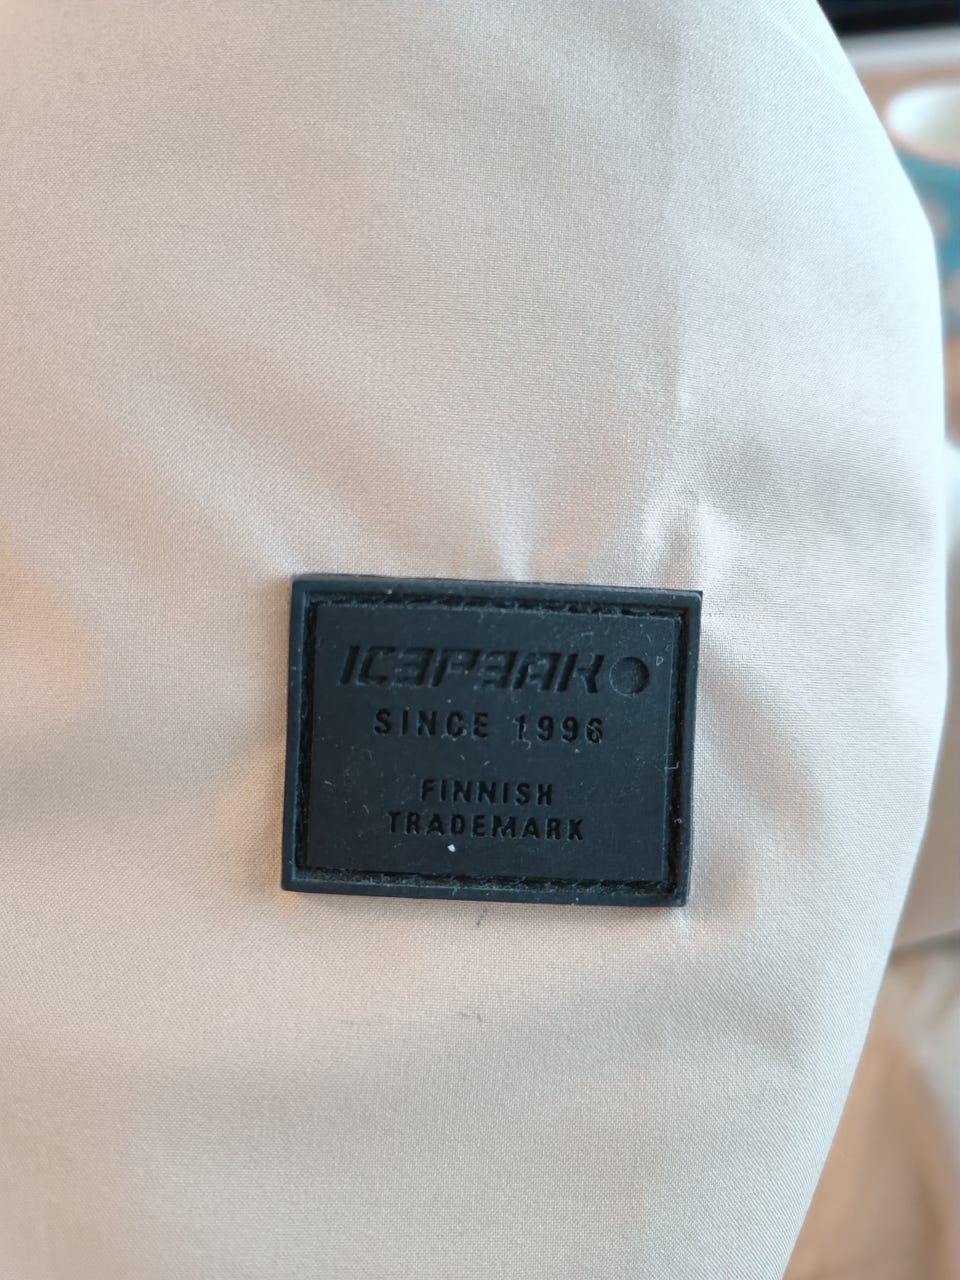 ICEPEAK
SINCE 1996
FINNISH
TRADEMARK